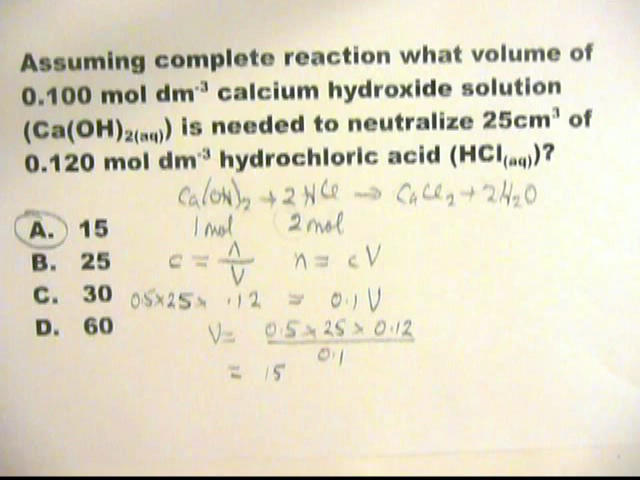 Assuming complete reaction what volume of
0.100 mol dm⁻³ calcium hydroxide solution
(Ca(OH)₂₍ₐq₎) is needed to neutralize 25cm³ of
0.120 mol dm⁻³ hydrochloric acid (HCl₍ₐq₎)?
Ca(OH)₂ + 2HCl → CaCl₂ + 2H₂O
A. 15 1 mol 2 mol
B. 25 c = n/V n = cV
C. 30 0.5×25× .12 = 0.1V
D. 60 V = 0.5 × 25 × 0.12
0.1
= 15